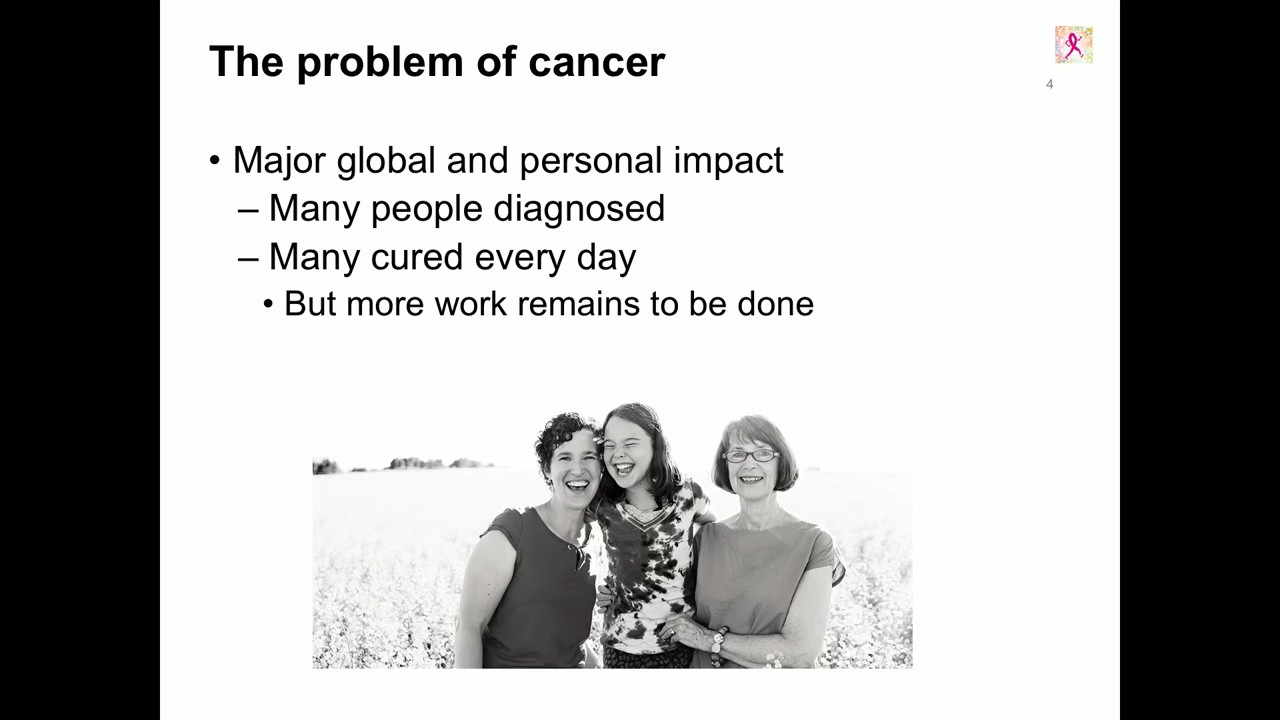 The problem of cancer
4
• Major global and personal impact
– Many people diagnosed
– Many cured every day
• But more work remains to be done